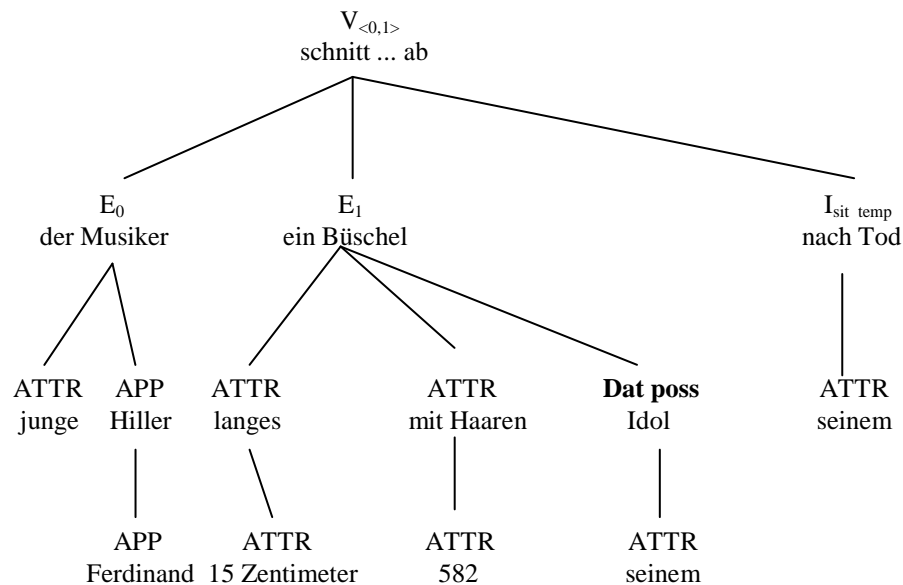 V<0,1>
schnitt ... ab
E0 E1 Isit temp
der Musiker ein Büschel nach Tod
ATTR APP ATTR ATTR Dat poss ATTR
junge Hiller langes mit Haaren Idol seinem
APP ATTR ATTR ATTR
Ferdinand 15 Zentimeter 582 seinem